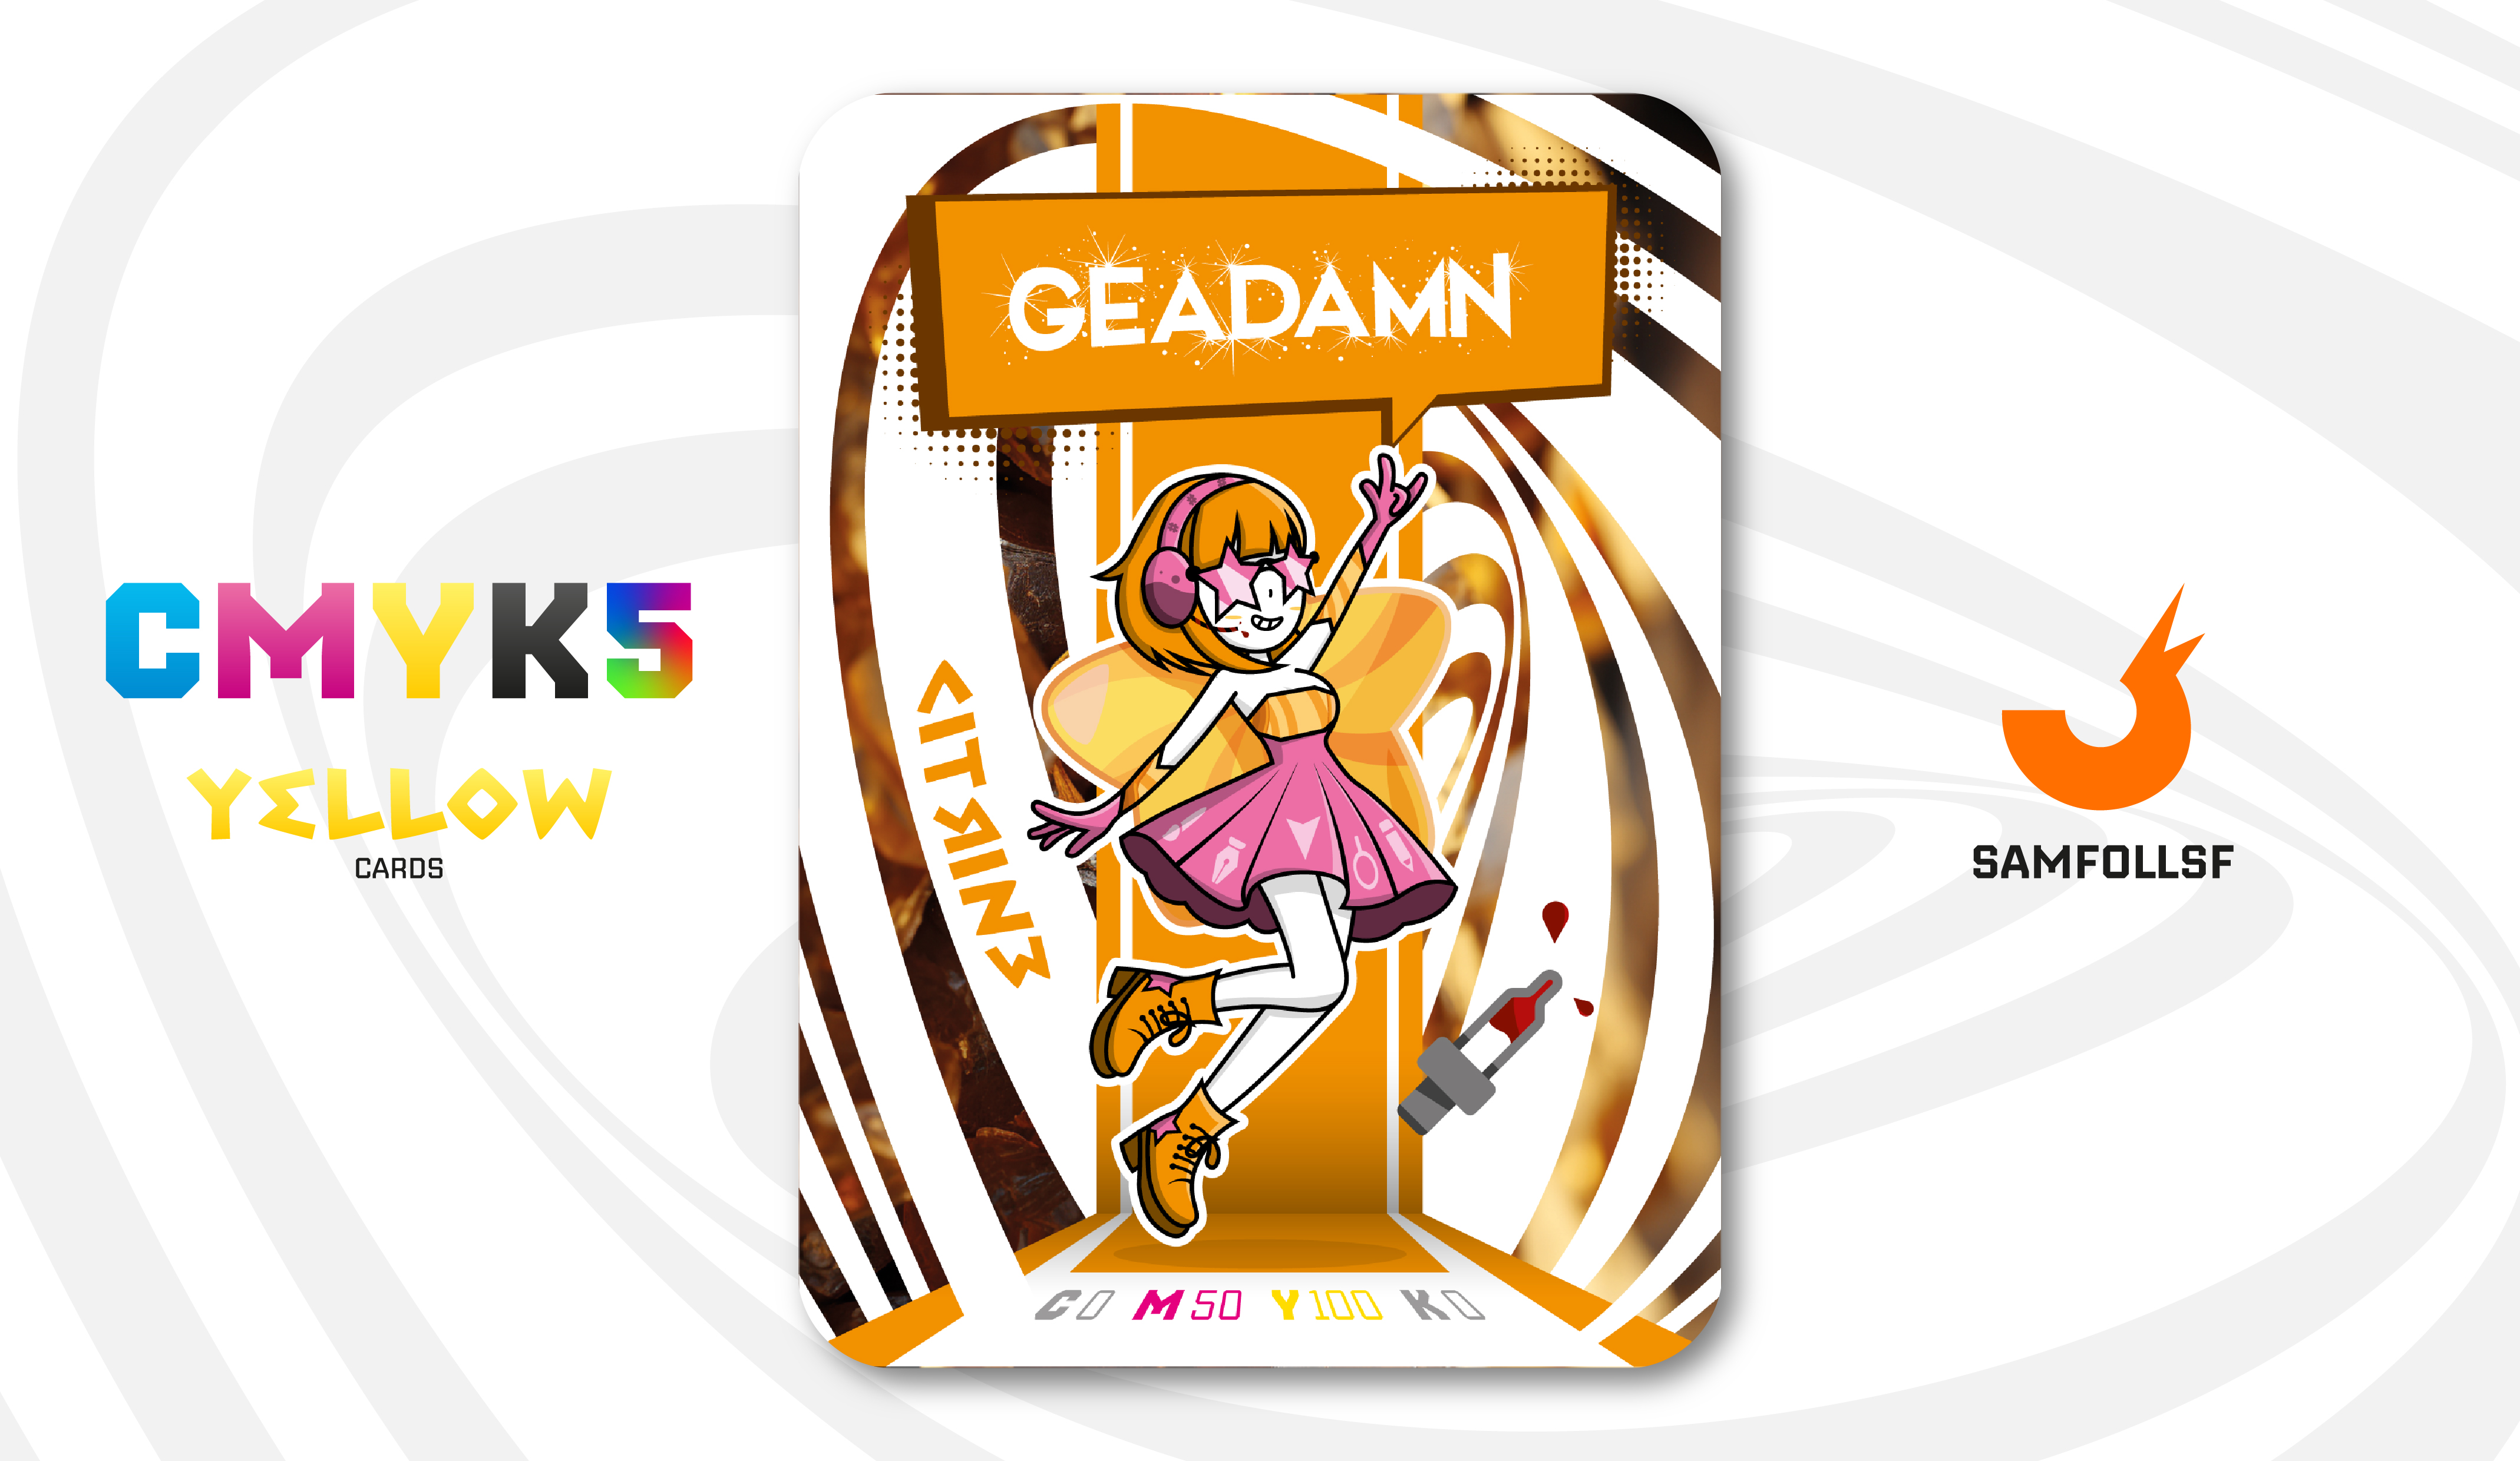 CMYK5
YELLOW
CARDS
GEADAMN
CITRINE
C0 M50 Y100 K0
SAMFOLLSF